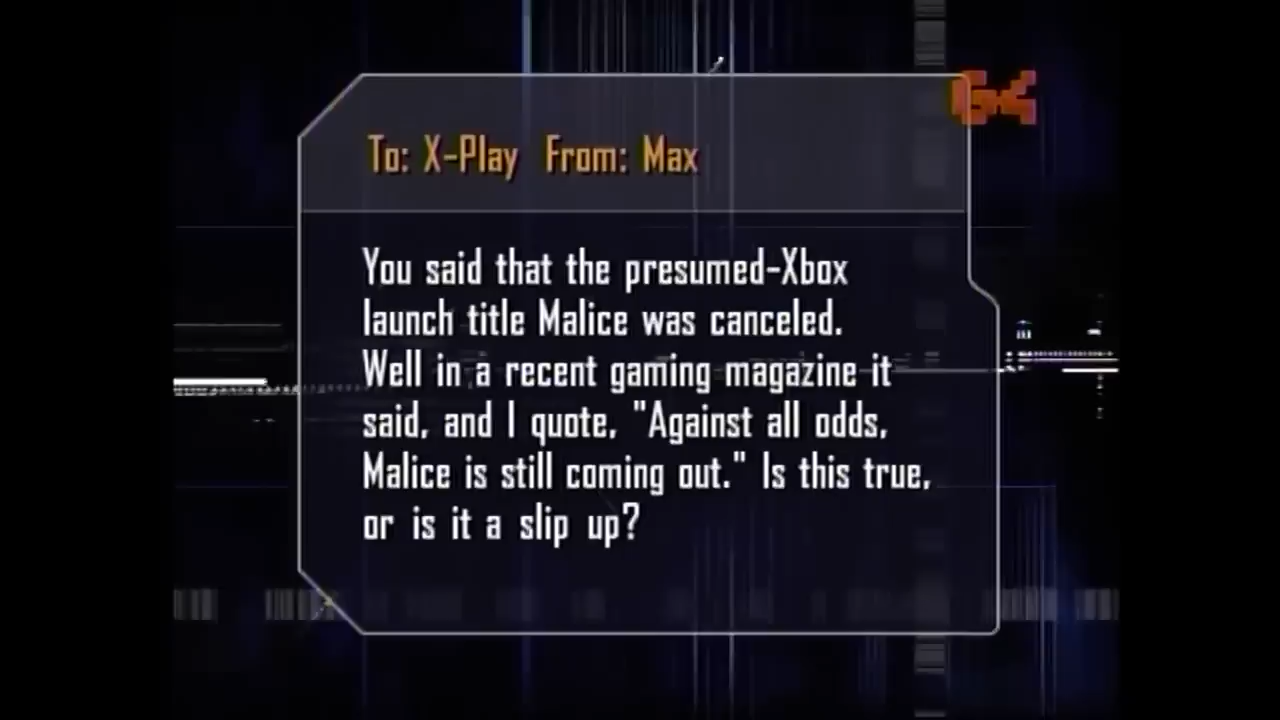 G4
To: X-Play From: Max
You said that the presumed-Xbox
launch title Malice was canceled.
Well in a recent gaming magazine it
said, and I quote, "Against all odds,
Malice is still coming out." Is this true,
or is it a slip up?